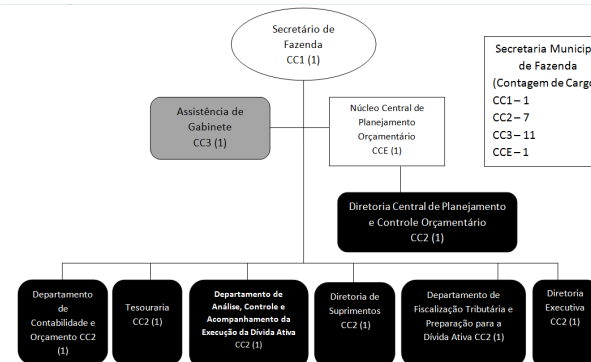 Secretário de
Fazenda
CC1 (1)
Secretaria Municip
de Fazenda
(Contagem de Cargo
CC1 – 1
CC2 – 7
CC3 – 11
CCE – 1
Assistência de
Gabinete
CC3 (1)
Núcleo Central de
Planejamento
Orçamentário
CCE (1)
Diretoria Central de Planejamento
e Controle Orçamentário
CC2 (1)
Departamento
de
Contabilidade e
Orçamento CC2
(1)
Tesouraria
CC2 (1)
Departamento de
Análise, Controle e
Acompanhamento da
Execução da Dívida Ativa
CC2 (1)
Diretoria de
Suprimentos
CC2 (1)
Departamento de
Fiscalização Tributária e
Preparação para a
Dívida Ativa CC2 (1)
Diretoria
Executiva
CC2 (1)